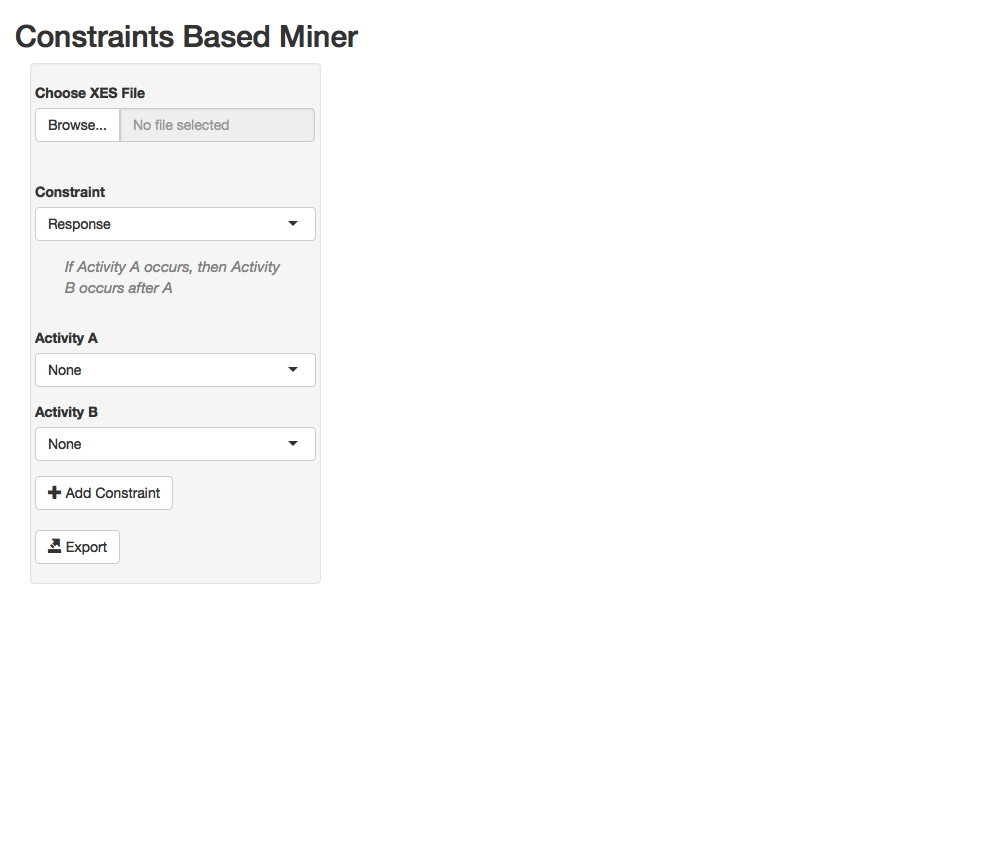 Constraints Based Miner
Choose XES File
Browse... No file selected
Constraint
Response
If Activity A occurs, then Activity
B occurs after A
Activity A
None
Activity B
None
Add Constraint
Export